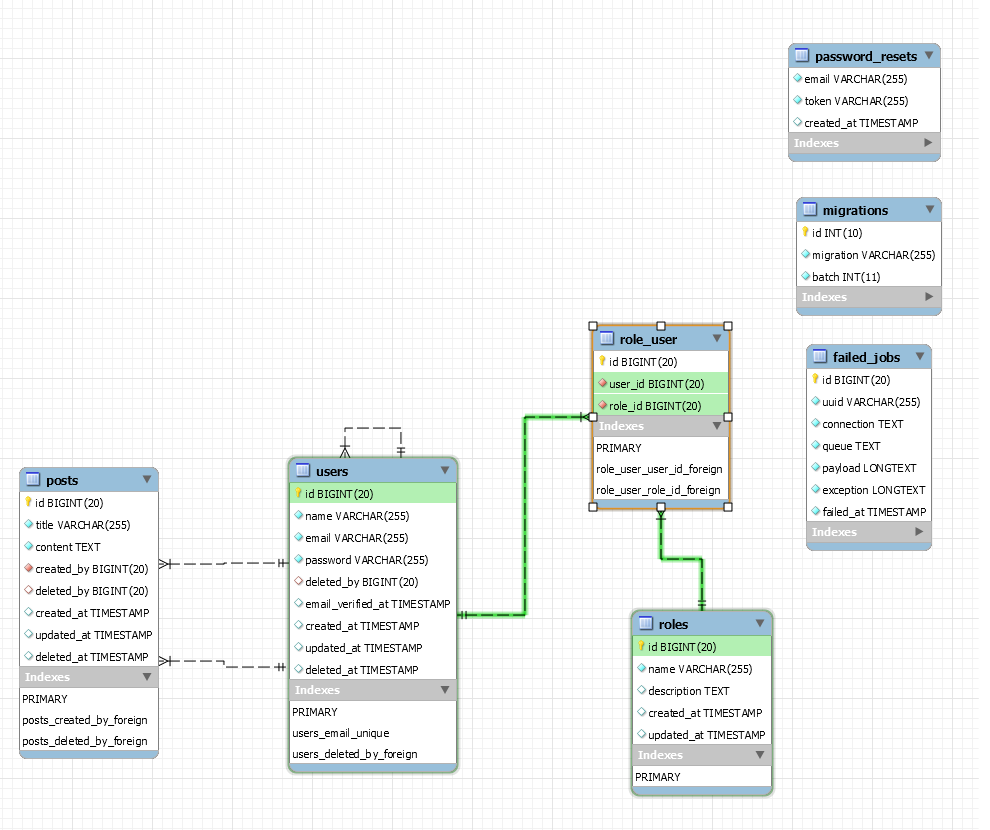 password_resets
email VARCHAR(255)
token VARCHAR(255)
created_at TIMESTAMP
Indexes
migrations
id INT(10)
migration VARCHAR(255)
batch INT(11)
Indexes
role_user
id BIGINT(20)
user_id BIGINT(20)
role_id BIGINT(20)
Indexes
PRIMARY
role_user_user_id_foreign
role_user_role_id_foreign
failed_jobs
id BIGINT(20)
uuid VARCHAR(255)
connection TEXT
queue TEXT
payload LONGTEXT
exception LONGTEXT
failed_at TIMESTAMP
Indexes
posts
id BIGINT(20)
title VARCHAR(255)
content TEXT
created_by BIGINT(20)
deleted_by BIGINT(20)
created_at TIMESTAMP
updated_at TIMESTAMP
deleted_at TIMESTAMP
Indexes
PRIMARY
posts_created_by_foreign
posts_deleted_by_foreign
users
id BIGINT(20)
name VARCHAR(255)
email VARCHAR(255)
password VARCHAR(255)
deleted_by BIGINT(20)
email_verified_at TIMESTAMP
created_at TIMESTAMP
updated_at TIMESTAMP
deleted_at TIMESTAMP
Indexes
PRIMARY
users_email_unique
users_deleted_by_foreign
roles
id BIGINT(20)
name VARCHAR(255)
description TEXT
created_at TIMESTAMP
updated_at TIMESTAMP
Indexes
PRIMARY